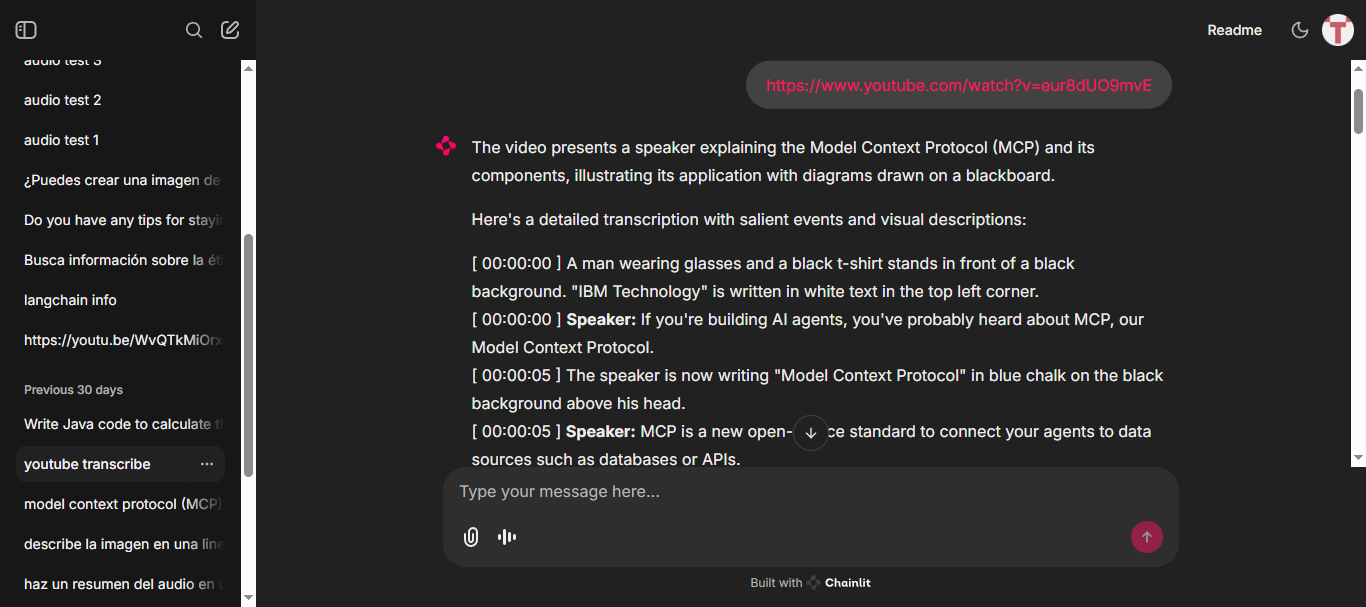 Readme
T
audio test 3
audio test 2
audio test 1
¿Puedes crear una imagen de
Do you have any tips for stayi
Busca información sobre la éti
langchain info
https://youtu.be/WvQTkMiOrx
Previous 30 days
Write Java code to calculate t
youtube transcribe
model context protocol (MCP)
describe la imagen en una line
haz un resumen del audio en
https://www.youtube.com/watch?v=eur8dUO9mvE
The video presents a speaker explaining the Model Context Protocol (MCP) and its
components, illustrating its application with diagrams drawn on a blackboard.
Here's a detailed transcription with salient events and visual descriptions:
[ 00:00:00 ] A man wearing glasses and a black t-shirt stands in front of a black
background. "IBM Technology" is written in white text in the top left corner.
[ 00:00:00 ] Speaker: If you're building AI agents, you've probably heard about MCP, our
Model Context Protocol.
[ 00:00:05 ] The speaker is now writing "Model Context Protocol" in blue chalk on the black
background above his head.
[ 00:00:05 ] Speaker: MCP is a new open- ce standard to connect your agents to data
sources such as databases or APIs.
Type your message here...
Built with Chainlit